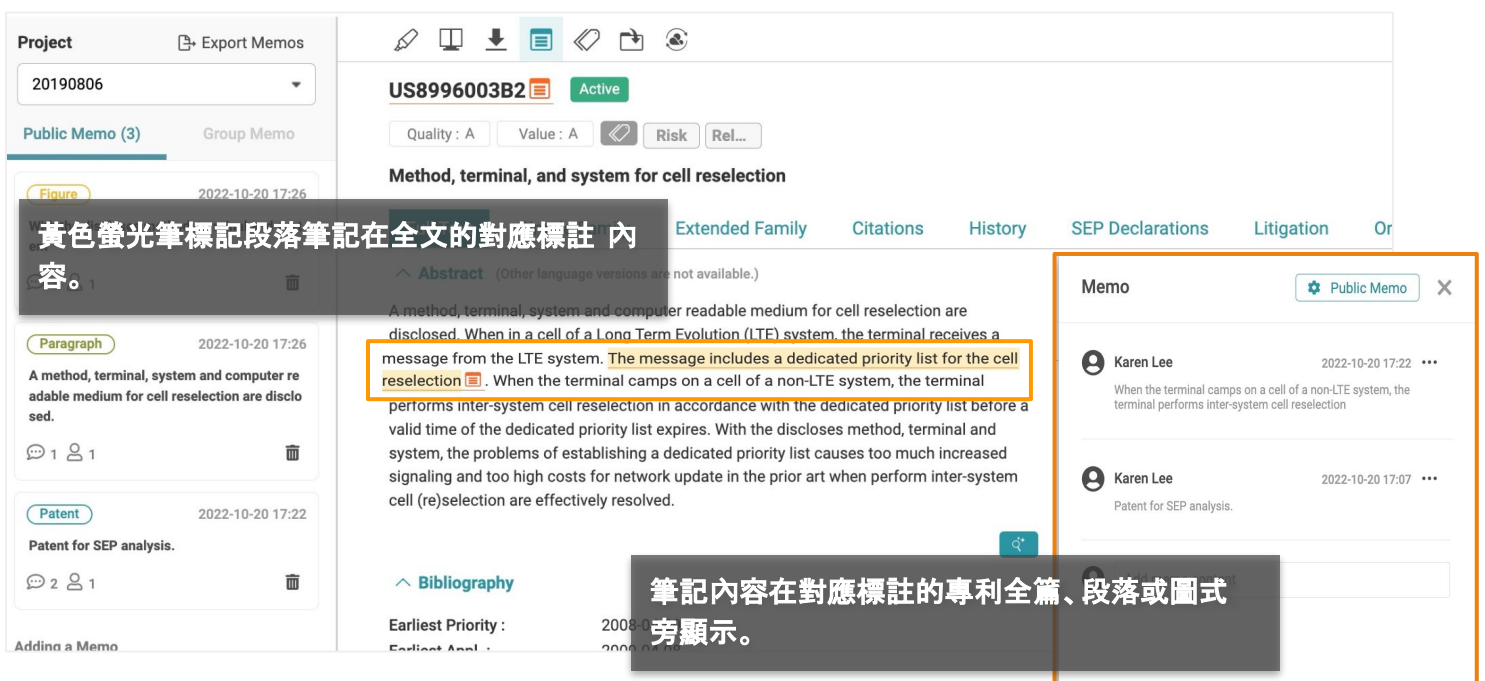 Project
Export Memos
20190806
Public Memo (3)
Group Memo
Figure
2022-10-20 17:26
1
Paragraph
2022-10-20 17:26
A method, terminal, system and computer re
adable medium for cell reselection are disclo
sed.
1 1
Patent
2022-10-20 17:22
Patent for SEP analysis.
2 1
Adding a Memo
US8996003B2
Active
Quality : A
Value : A
Risk
Rel...
Method, terminal, and system for cell reselection
Extended Family
Citations
History
SEP Declarations
Litigation
Or
黃色螢光筆標記段落筆記在全文的對應標註 內
容。
Abstract (Other language versions are not available.)
A method, terminal, system and computer readable medium for cell reselection are
disclosed. When in a cell of a Long Term Evolution (LTE) system, the terminal receives a
message from the LTE system. The message includes a dedicated priority list for the cell
reselection . When the terminal camps on a cell of a non-LTE system, the terminal
performs inter-system cell reselection in accordance with the dedicated priority list before a
valid time of the dedicated priority list expires. With the discloses method, terminal and
system, the problems of establishing a dedicated priority list causes too much increased
signaling and too high costs for network update in the prior art when perform inter-system
cell (re)selection are effectively resolved.
Bibliography
Earliest Priority :
Earliest Appl. :
Memo
Public Memo
Karen Lee
2022-10-20 17:22
When the terminal camps on a cell of a non-LTE system, the
terminal performs inter-system cell reselection
Karen Lee
2022-10-20 17:07
Patent for SEP analysis.
筆記內容在對應標註的專利全篇、段落或圖式
旁顯示。